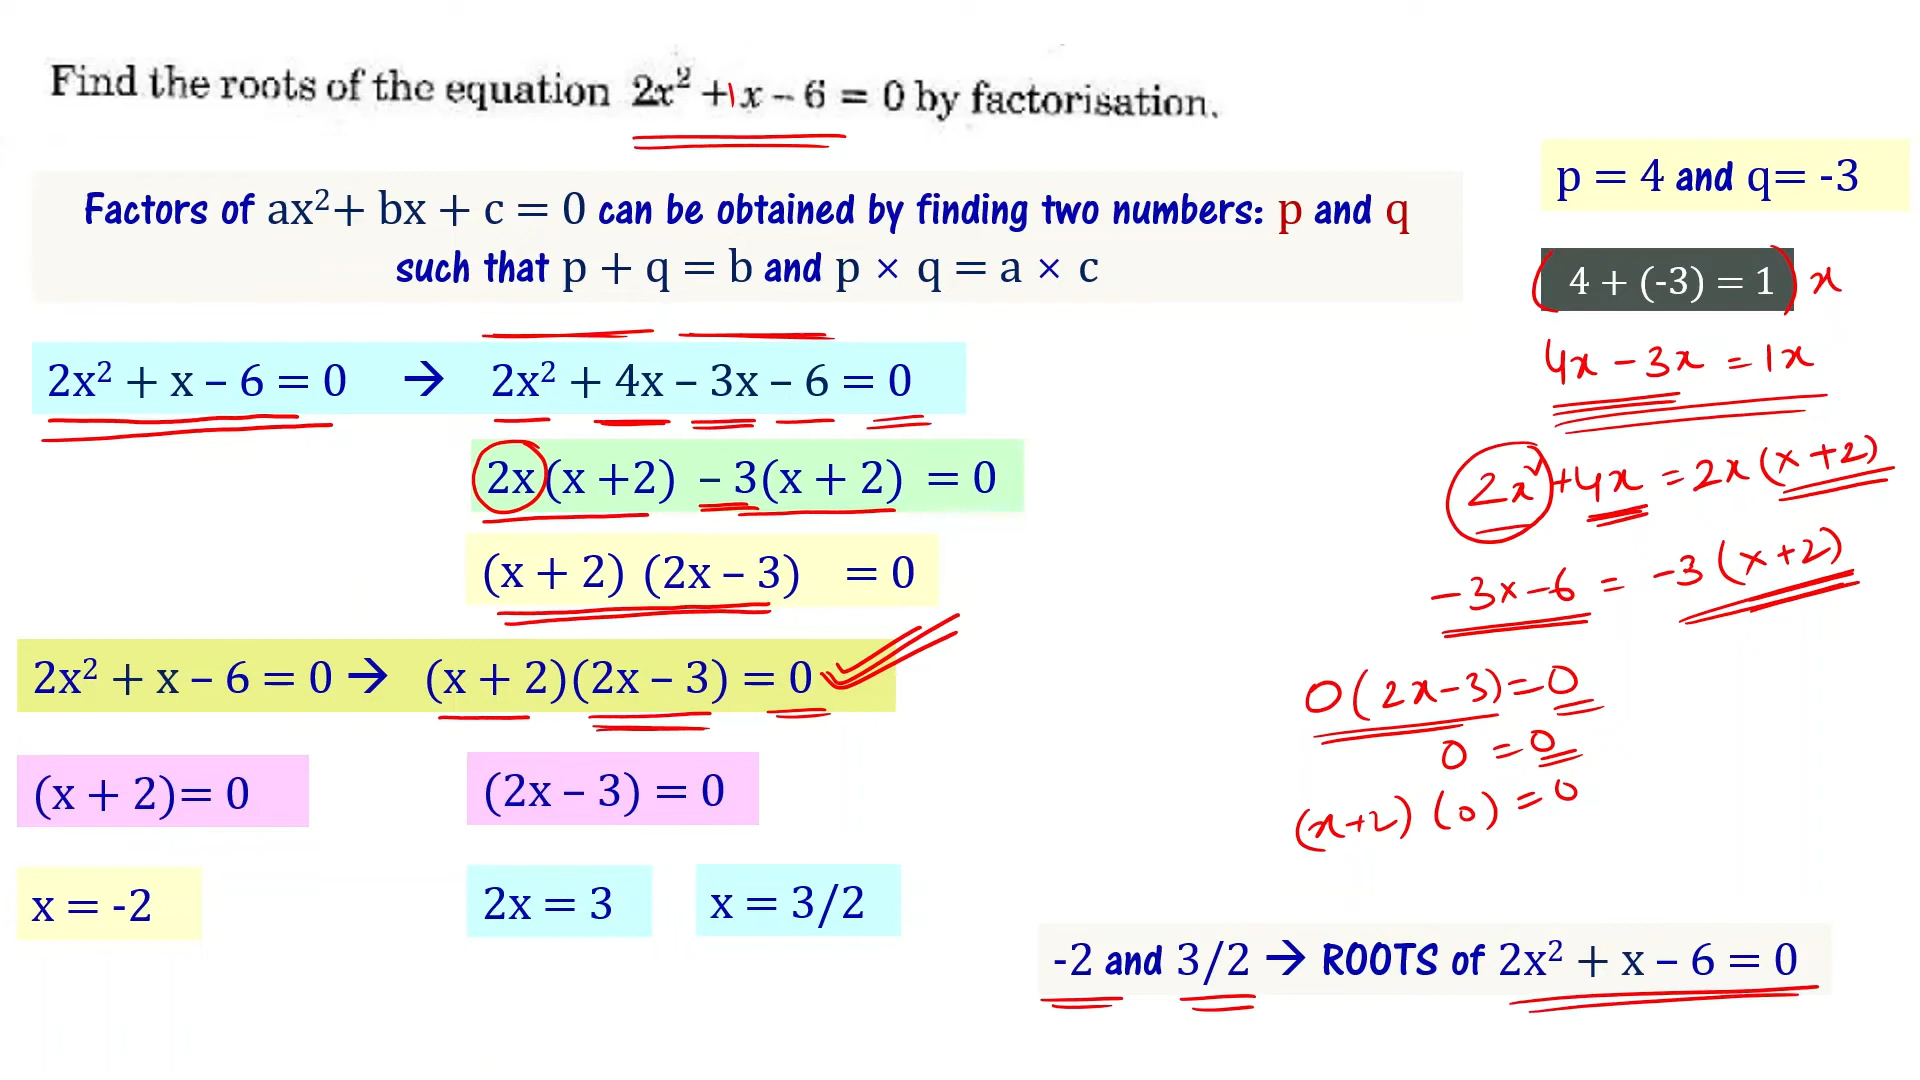 Find the roots of the equation 2x² +1x – 6 = 0 by factorisation.
Factors of ax²+ bx + c = 0 can be obtained by finding two numbers: p and q
such that p + q = b and p × q = a × c
p = 4 and q= -3
( 4 + (-3) = 1 ) x
4x – 3x = 1x
2x² + x – 6 = 0 → 2x² + 4x – 3x – 6 = 0
2x (x +2) – 3(x + 2) = 0
2x² + 4x = 2x (x + 2)
(x + 2) (2x – 3) = 0
-3x – 6 = -3 (x+2)
2x² + x – 6 = 0 → (x + 2)(2x – 3) = 0
0 (2x – 3) = 0
0 = 0
(x + 2)= 0
(2x – 3) = 0
(x+2) (0) = 0
x = -2
2x = 3
x = 3/2
-2 and 3/2 → ROOTS of 2x² + x – 6 = 0